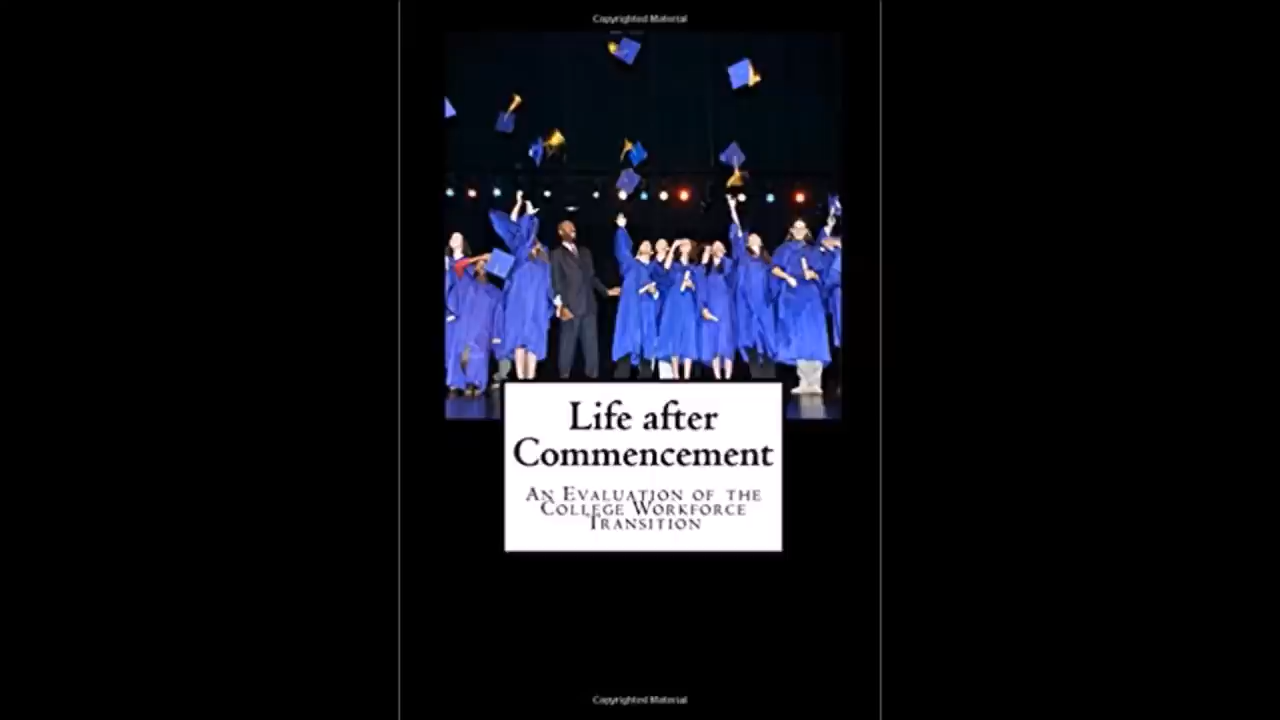 Copyrighted Material
Life after
Commencement
An Evaluation of the
College Workforce
Transition
Copyrighted Material